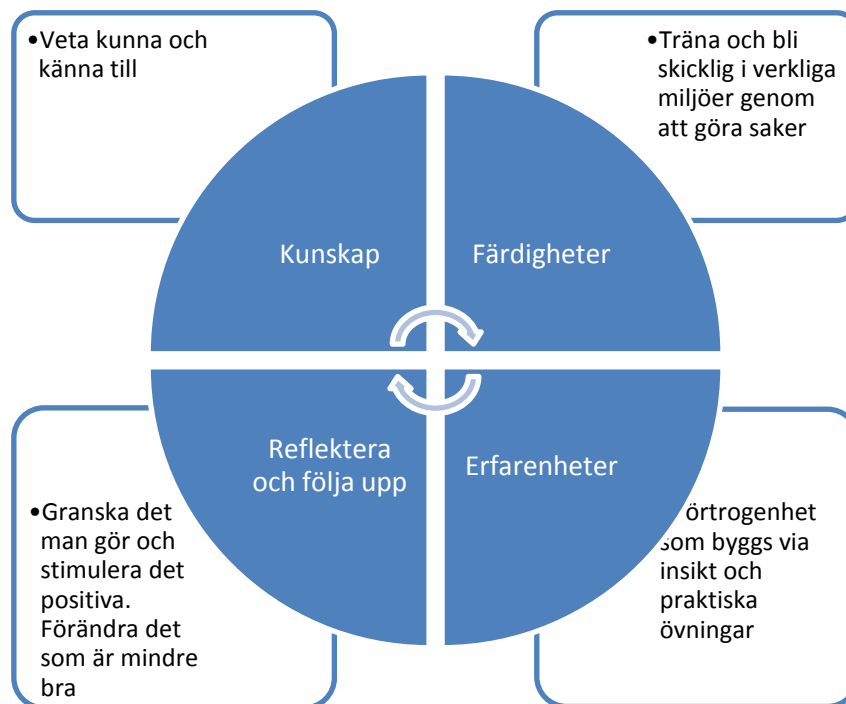 •Veta kunna och
känna till
•Träna och bli
skicklig i verkliga
miljöer genom
att göra saker
Kunskap
Färdigheter
Reflektera
och följa upp
Erfarenheter
•Granska det
man gör och
stimulera det
positiva.
Förändra det
som är mindre
bra
örtrogenhet
som byggs via
insikt och
praktiska
övningar